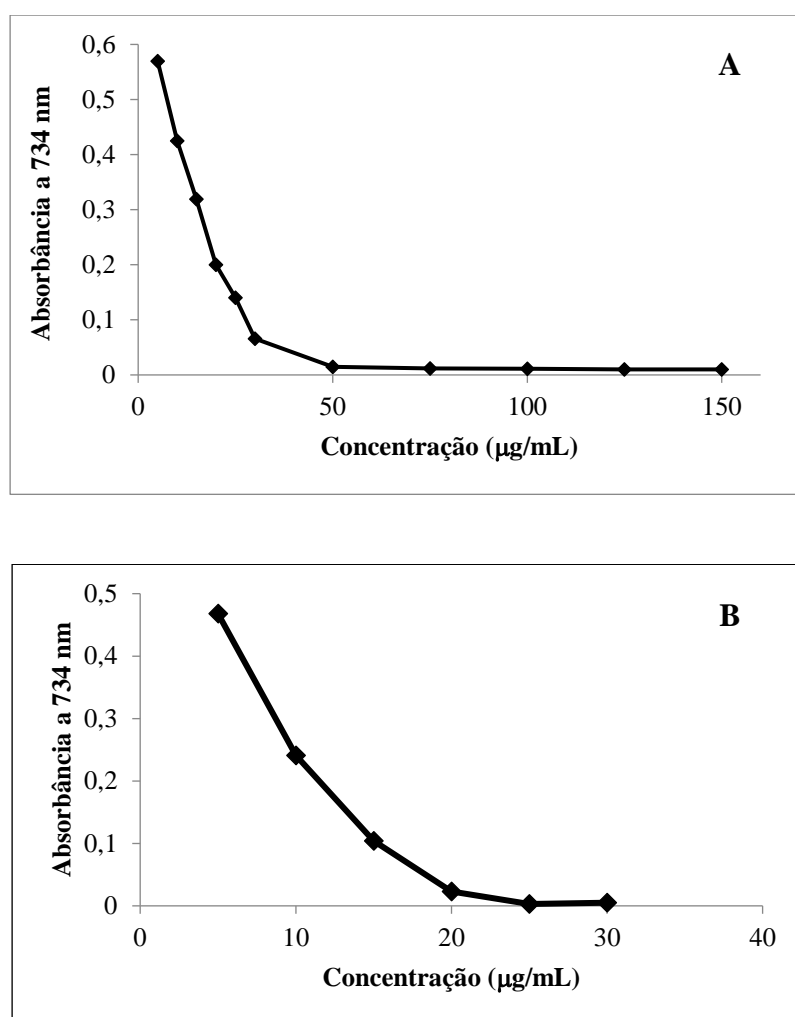 A
Absorbância a 734 nm
0,6
0,5
0,4
0,3
0,2
0,1
0
0 50 100 150
Concentração (μg/mL)
B
Absorbância a 734 nm
0,5
0,4
0,3
0,2
0,1
0
0 10 20 30 40
Concentração (μg/mL)